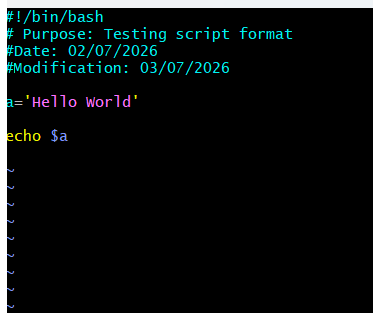 #!/bin/bash
# Purpose: Testing script format
#Date: 02/07/2026
#Modification: 03/07/2026
a='Hello World'
echo $a
~
~
~
~
~
~
~
~
~